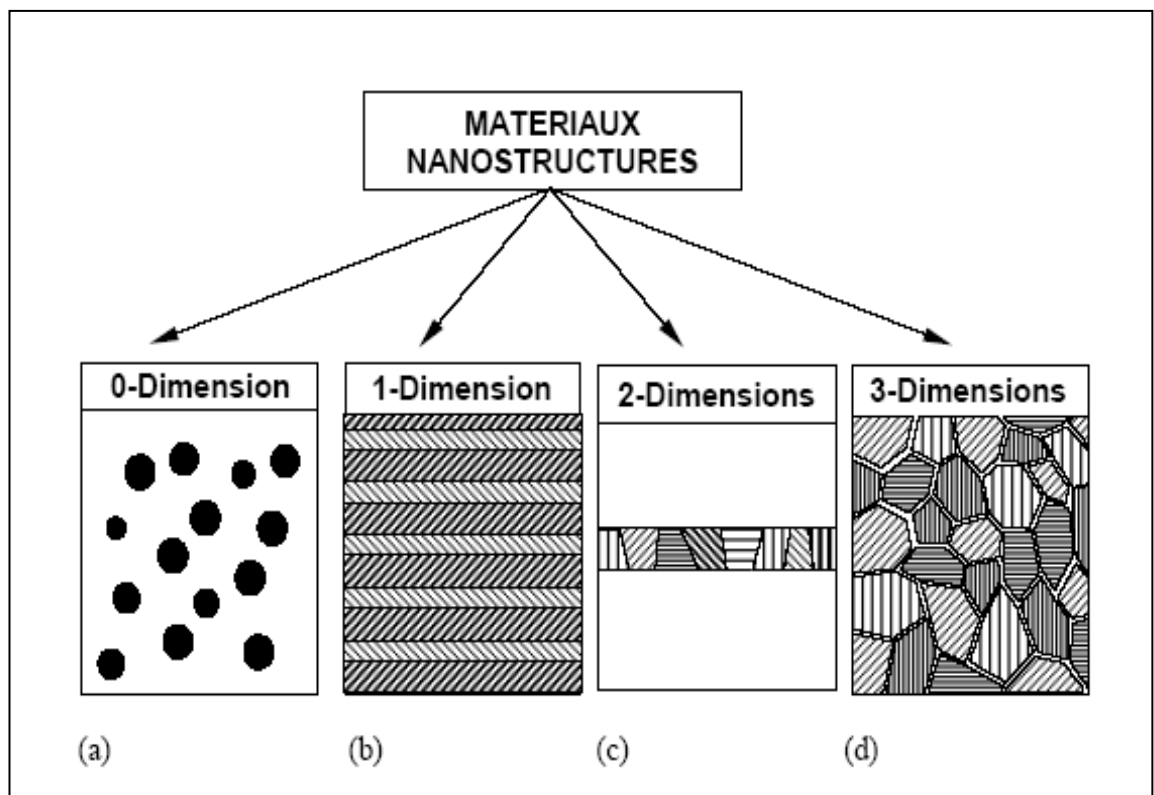 MATERIAUX
NANOSTRUCTURES
0-Dimension
1-Dimension
2-Dimensions
3-Dimensions
(a)
(b)
(c)
(d)